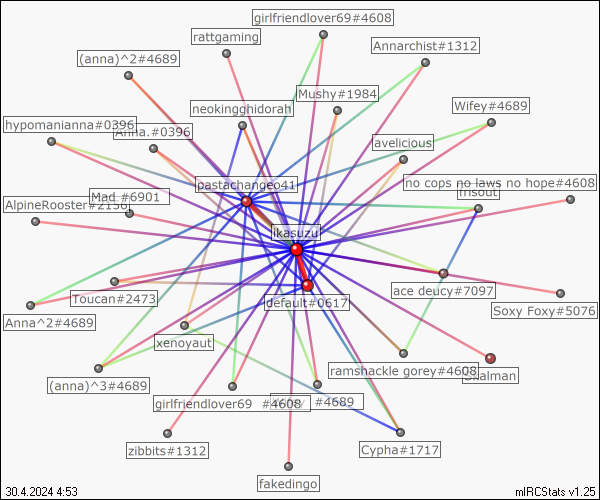 girlfriendlover69#4608
rattgaming
Annarchist#1312
(anna)^2#4689
Mushy#1984
neokingghidorah
Wifey#4689
hypomanianna#0396
Anna.#0396
avelicious
pastachangeo41
no cops no laws no hope#4608
Mad #6901
AlpineRooster#2156
ikasuzu
ace deucy#7097
Toucan#2473
default#0617
Soxy Foxy#5076
Anna^2#4689
xenoyaut
ramshackle gorey#4608
(anna)^3#4689
girlfriendlover69 #4608
#4689
zibbits#1312
Cypha#1717
fakedingo
30.4.2024 4:53
mIRCStats v1.25